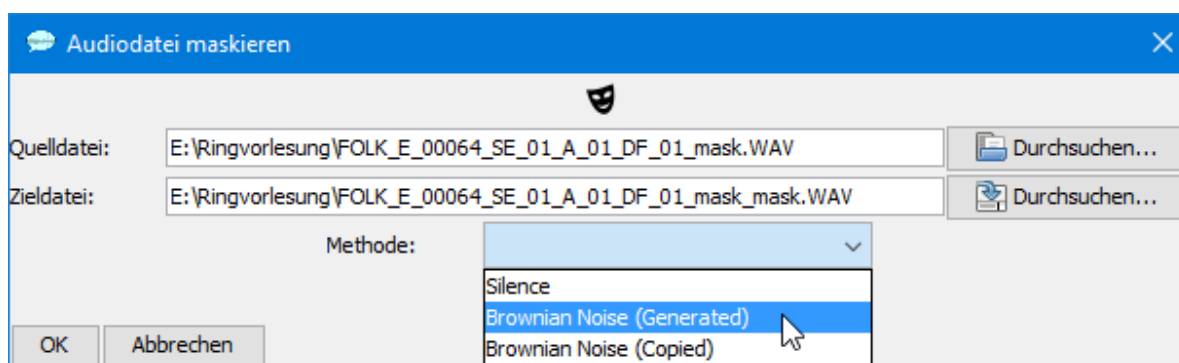 Audiodatei maskieren
Quelldatei: E:\Ringvorlesung\FOLK_E_00064_SE_01_A_01_DF_01_mask.WAV Durchsuchen...
Zieldatei: E:\Ringvorlesung\FOLK_E_00064_SE_01_A_01_DF_01_mask_mask.WAV Durchsuchen...
Methode:
Silence
Brownian Noise (Generated)
Brownian Noise (Copied)
OK Abbrechen